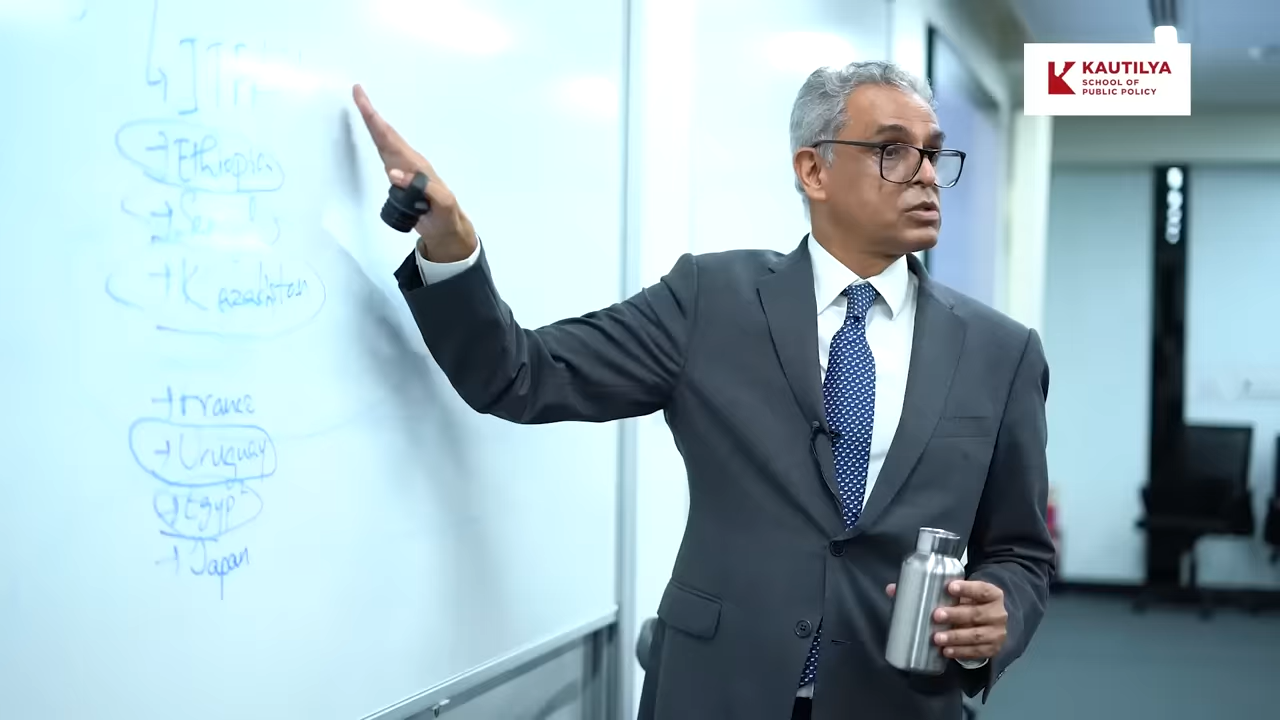 → Ethiopia
→ Kazakhstan
→ France
→ Uruguay
→ Egypt
→ Japan
KAUTILYA
SCHOOL OF
PUBLIC POLICY